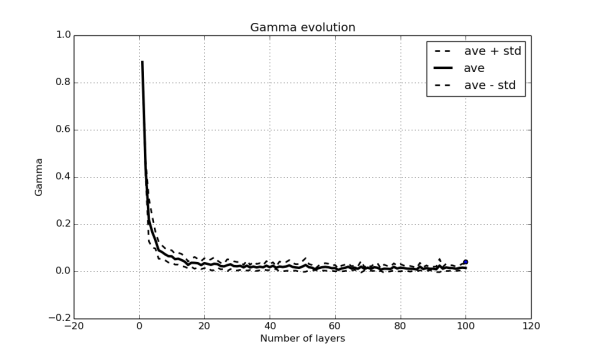 Gamma evolution
1.0
0.8
0.6
0.4
0.2
0.0
−0.2
Gamma
ave + std
ave
ave - std
−20
0
20
40
60
80
100
120
Number of layers